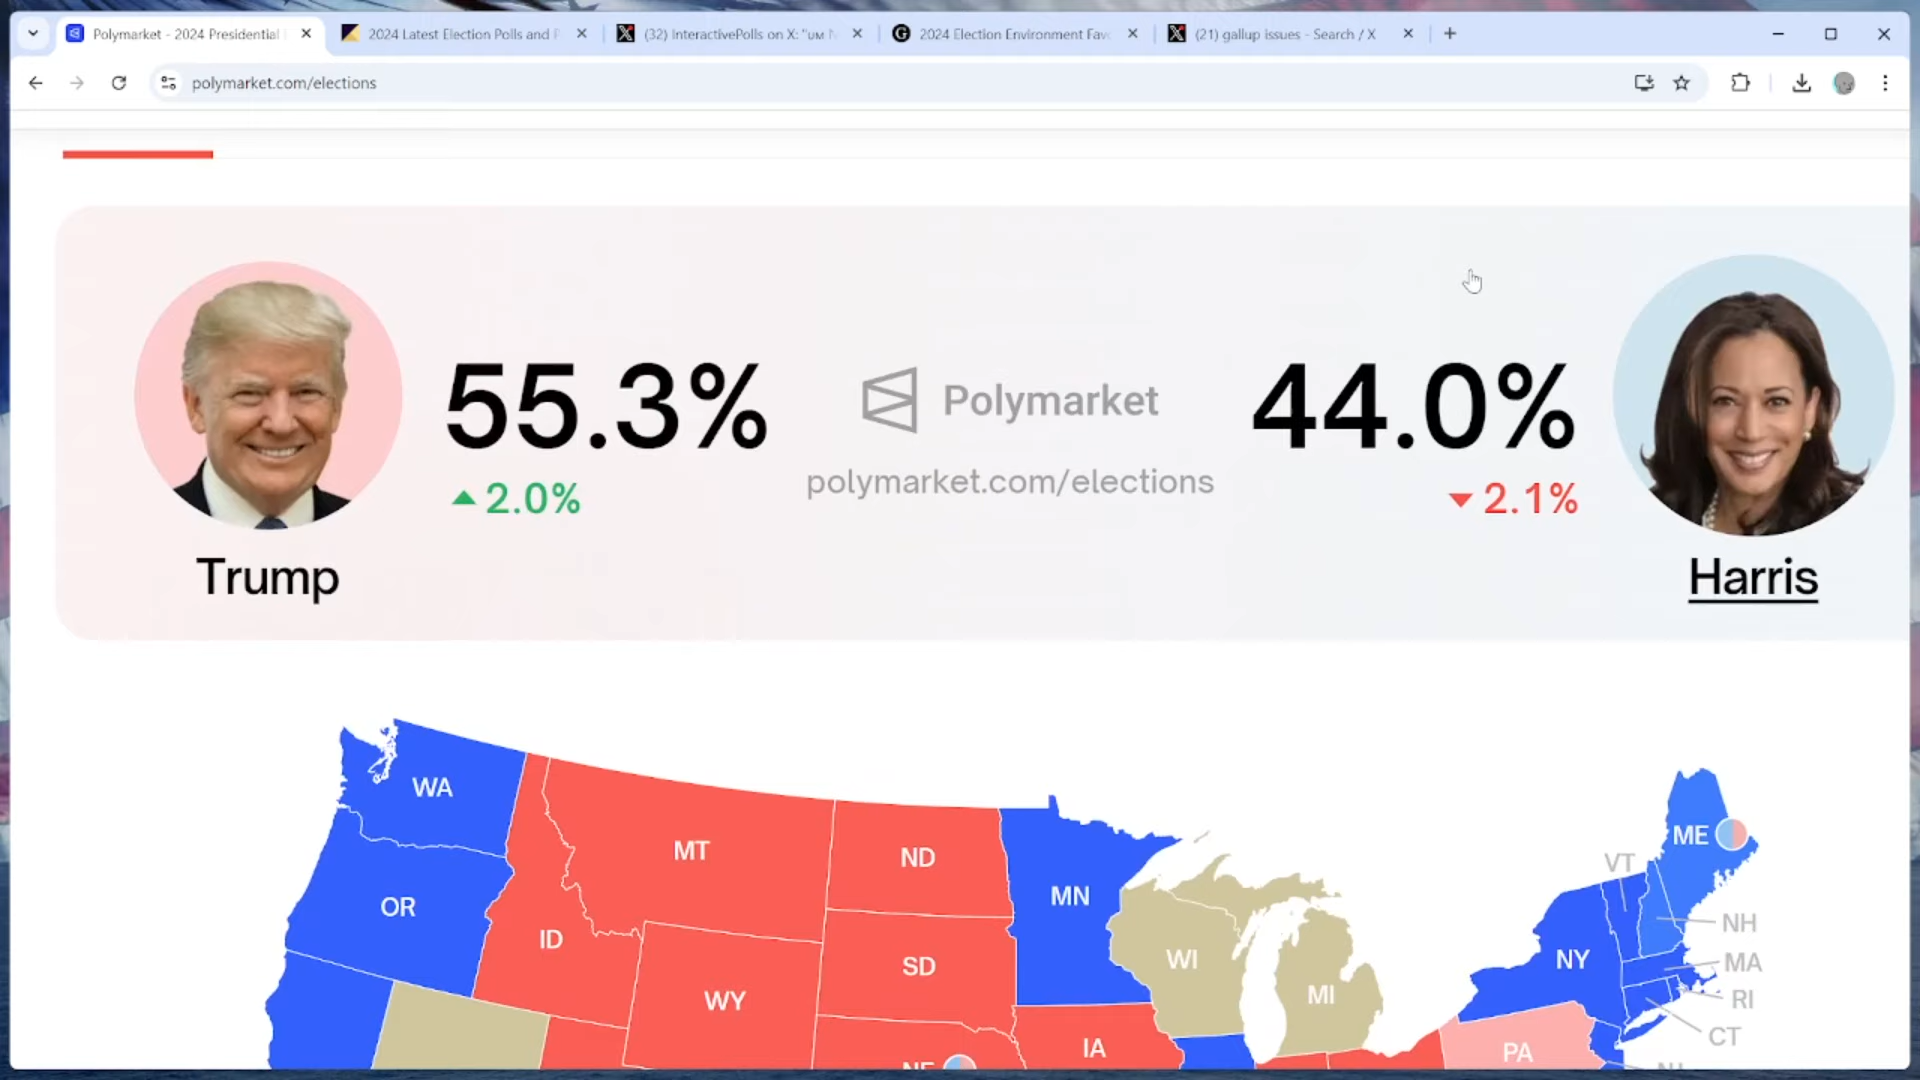 Polymarket - 2024 Presidential
2024 Latest Election Polls and P
(32) InteractivePolls on X: "
2024 Election Environment Fav
(21) gallup issues - Search / X
polymarket.com/elections
55.3%
Polymarket
44.0%
2.0%
polymarket.com/elections
2.1%
Trump
Harris
WA
MT
ND
MN
ME
VT
OR
ID
SD
WI
NH
NY
MA
WY
MI
RI
CT
IA
PA
NE